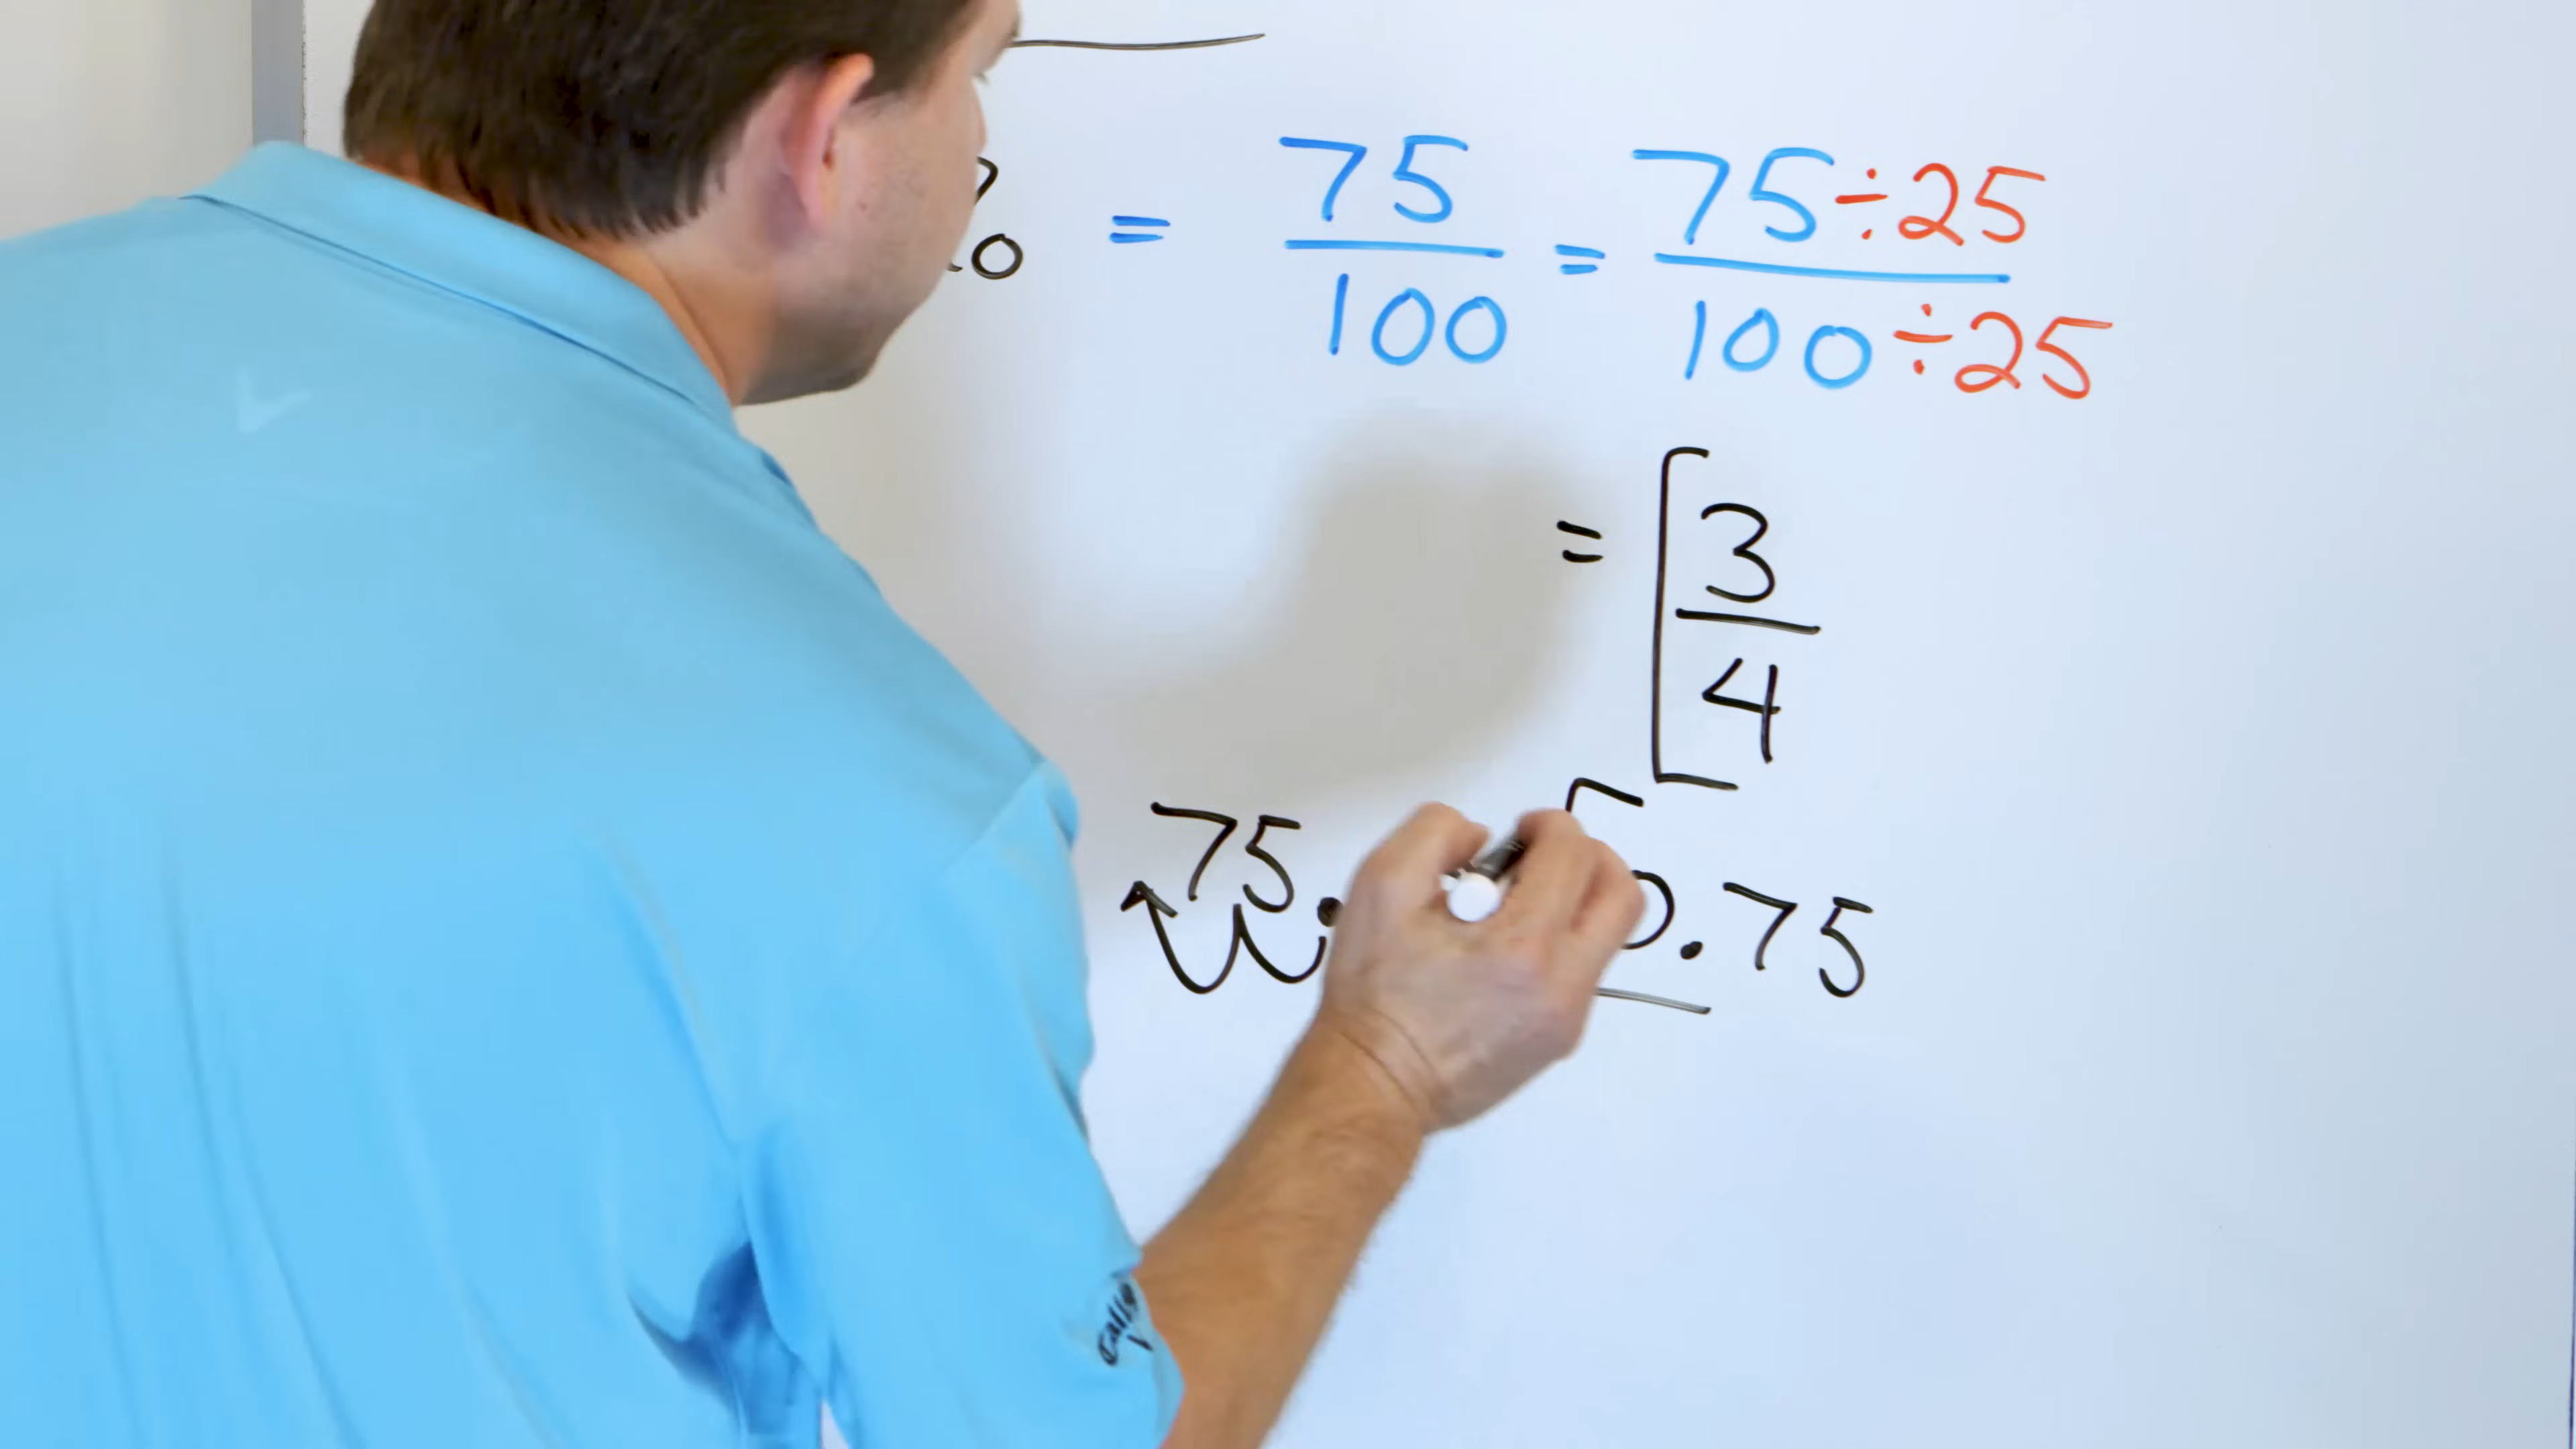 = 75/100 = 75÷25/100÷25
= [3/4
75. 0.75